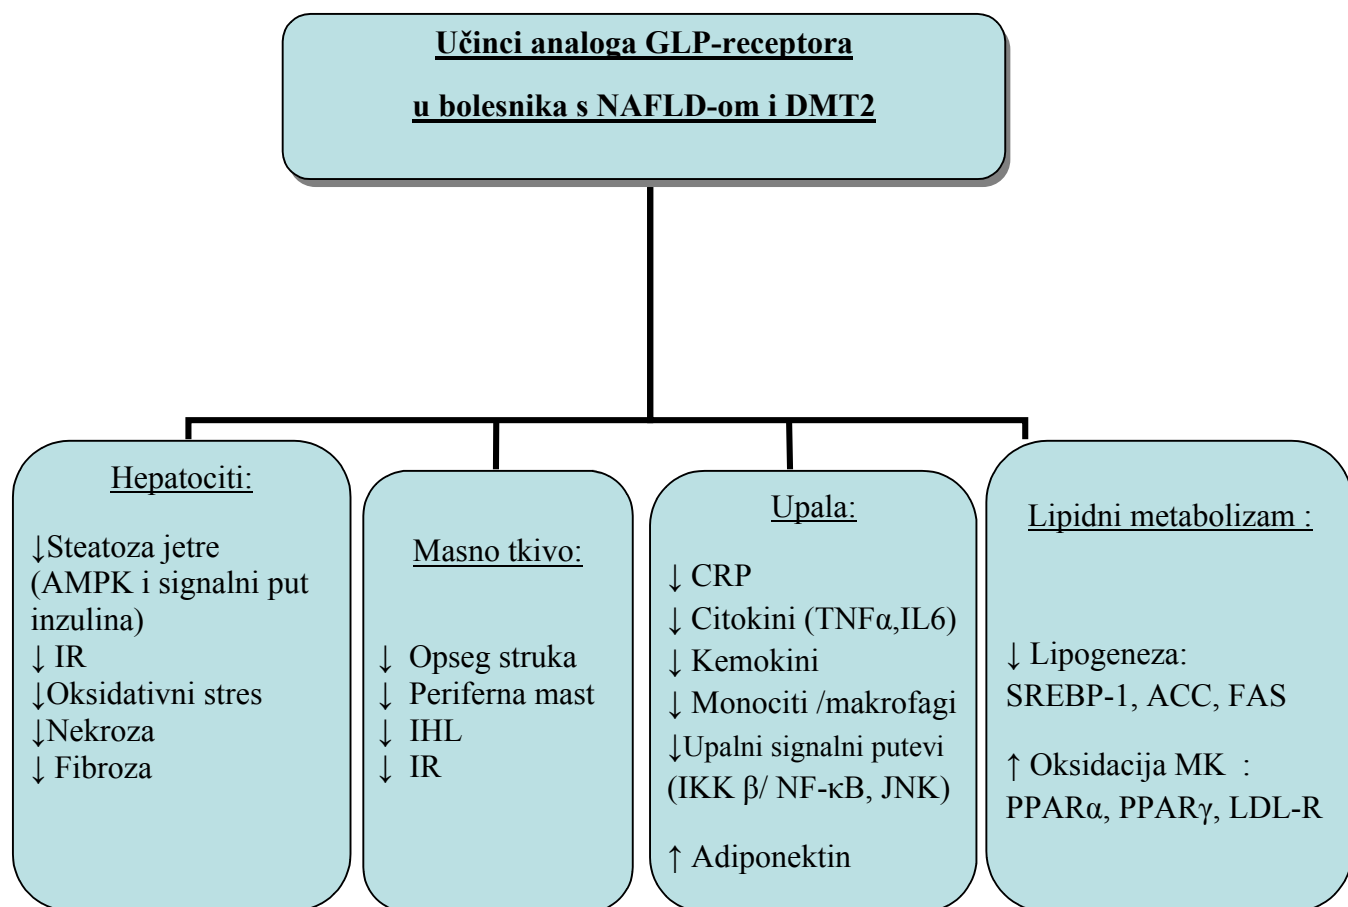 Učinci analoga GLP-receptora
u bolesnika s NAFLD-om i DMT2
Hepatociti:
↓Steatoza jetre
(AMPK i signalni put
inzulina)
↓ IR
↓Oksidativni stres
↓Nekroza
↓ Fibroza
Masno tkivo:
↓ Opseg struka
↓ Periferna mast
↓ IHL
↓ IR
Upala:
↓ CRP
↓ Citokini (TNFα,IL6)
↓ Kemokini
↓ Monociti /makrofagi
↓Upalni signalni putevi
(IKK β/ NF-κB, JNK)
↑ Adiponektin
Lipidni metabolizam :
↓ Lipogeneza:
SREBP-1, ACC, FAS
↑ Oksidacija MK :
PPARα, PPARγ, LDL-R